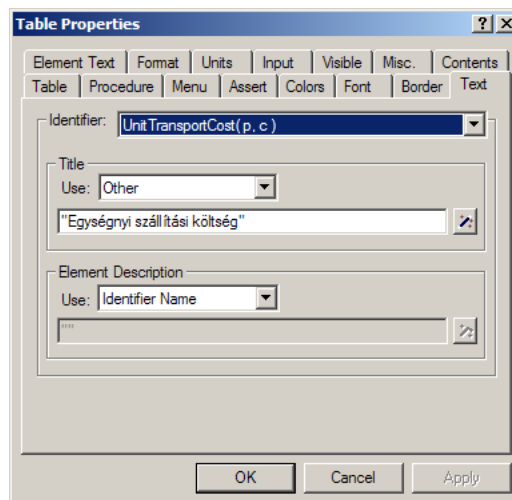 Table Properties
Element Text Format Units Input Visible Misc. Contents
Table Procedure Menu Assert Colors Font Border Text
Identifier: UnitTransportCost( p, c )
Title
Use: Other
"Egységnyi szállítási költség"
Element Description
Use: Identifier Name
""
OK Cancel Apply